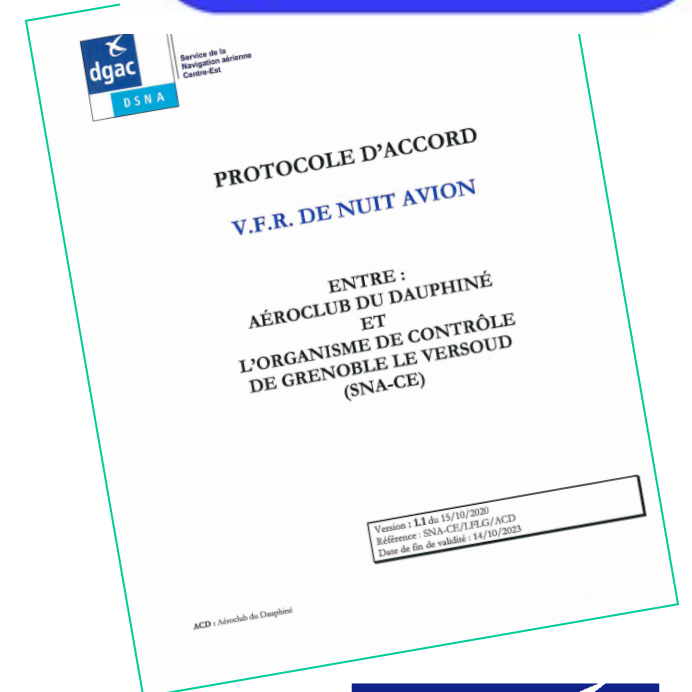 dgac
DSNA
Service de la
Navigation aérienne
Centre-Est
PROTOCOLE D'ACCORD
V.F.R. DE NUIT AVION
ENTRE :
AÉROCLUB DU DAUPHINÉ
ET
L'ORGANISME DE CONTRÔLE
DE GRENOBLE LE VERSOUD
(SNA-CE)
Version : 1.1 du 15/10/2020
Référence : SNA-CE/LFLG/ACD
Date de fin de validité : 14/10/2023
ACD : Aéroclub du Dauphiné